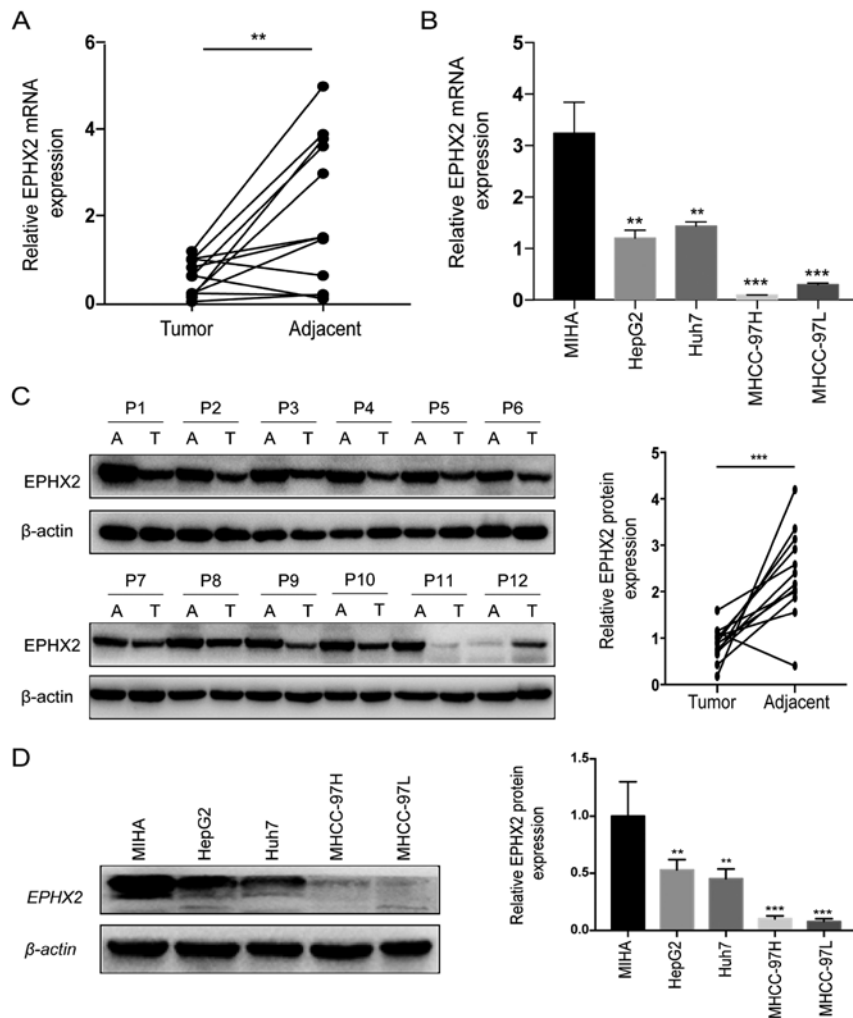 A
Relative EPHX2 mRNA
expression
6
4
2
0
**
Tumor
Adjacent
B
Relative EPHX2 mRNA
expression
5
4
3
2
1
0
**
**
***
***
MIHA
HepG2
Huh7
MHCC-97H
MHCC-97L
C
P1 P2 P3 P4 P5 P6
A T A T A T A T A T A T
EPHX2
β-actin
P7 P8 P9 P10 P11 P12
A T A T A T A T A T A T
EPHX2
β-actin
Relative EPHX2 protein
expression
5
4
3
2
1
0
***
Tumor
Adjacent
D
MIHA
HepG2
Huh7
MHCC-97H
MHCC-97L
EPHX2
β-actin
Relative EPHX2 protein
expression
1.5
1.0
0.5
0.0
**
**
***
***
MIHA
HepG2
Huh7
MHCC-97H
MHCC-97L